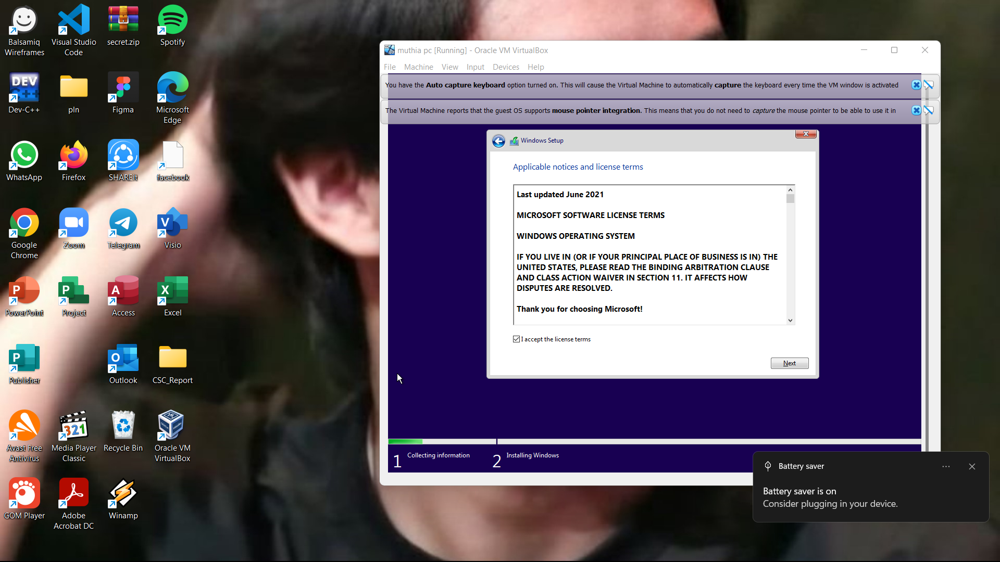 Balsamiq
Wireframes
Visual Studio
Code
secret.zip
Spotify
DEV
C++
Dev-C++
pln
Figma
Microsoft
Edge
WhatsApp
Firefox
SHAREit
facebook
Google
Chrome
Zoom
Telegram
V
Visio
P
PowerPoint
P
Project
A
Access
X
Excel
P
Publisher
O
Outlook
CSC_Report
Avast Free
Antivirus
321
Media Player
Classic
Recycle Bin
Oracle VM
VirtualBox
GOM Player
Adobe
Acrobat DC
Winamp
muthia pc [Running] - Oracle VM VirtualBox
File Machine View Input Devices Help
You have the Auto capture keyboard option turned on. This will cause the Virtual Machine to automatically capture the keyboard every time the VM window is activated
The Virtual Machine reports that the guest OS supports mouse pointer integration. This means that you do not need to capture the mouse pointer to be able to use it in
Windows Setup
Applicable notices and license terms
Last updated June 2021
MICROSOFT SOFTWARE LICENSE TERMS
WINDOWS OPERATING SYSTEM
IF YOU LIVE IN (OR IF YOUR PRINCIPAL PLACE OF BUSINESS IS IN) THE
UNITED STATES, PLEASE READ THE BINDING ARBITRATION CLAUSE
AND CLASS ACTION WAIVER IN SECTION 11. IT AFFECTS HOW
DISPUTES ARE RESOLVED.
Thank you for choosing Microsoft!
I accept the license terms
Next
1 Collecting information 2 Installing Windows
Battery saver
Battery saver is on
Consider plugging in your device.